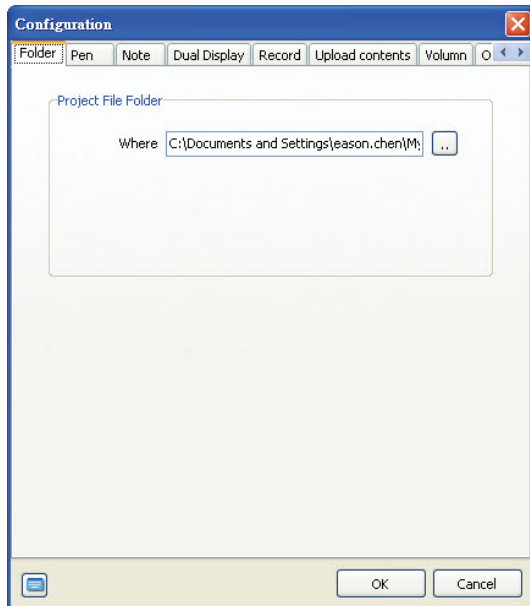 Configuration
Folder Pen Note Dual Display Record Upload contents Volumn O
Project File Folder
Where C:\Documents and Settings\eason.chen\My ..
OK Cancel